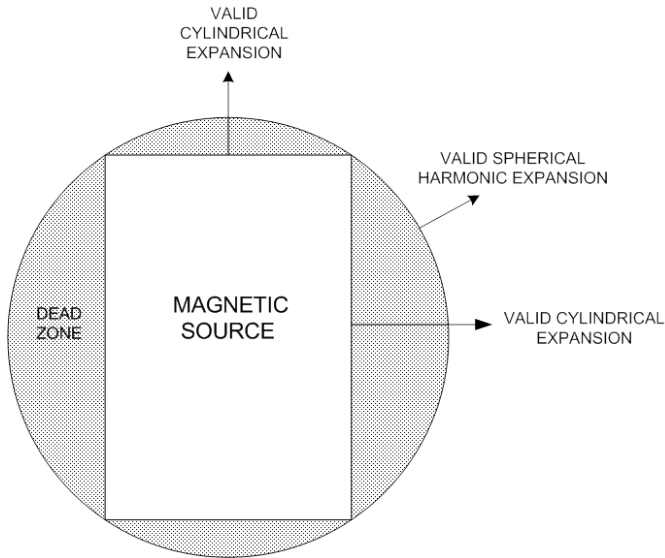 VALID
CYLINDRICAL
EXPANSION
VALID SPHERICAL
HARMONIC EXPANSION
DEAD
ZONE
MAGNETIC
SOURCE
VALID CYLINDRICAL
EXPANSION